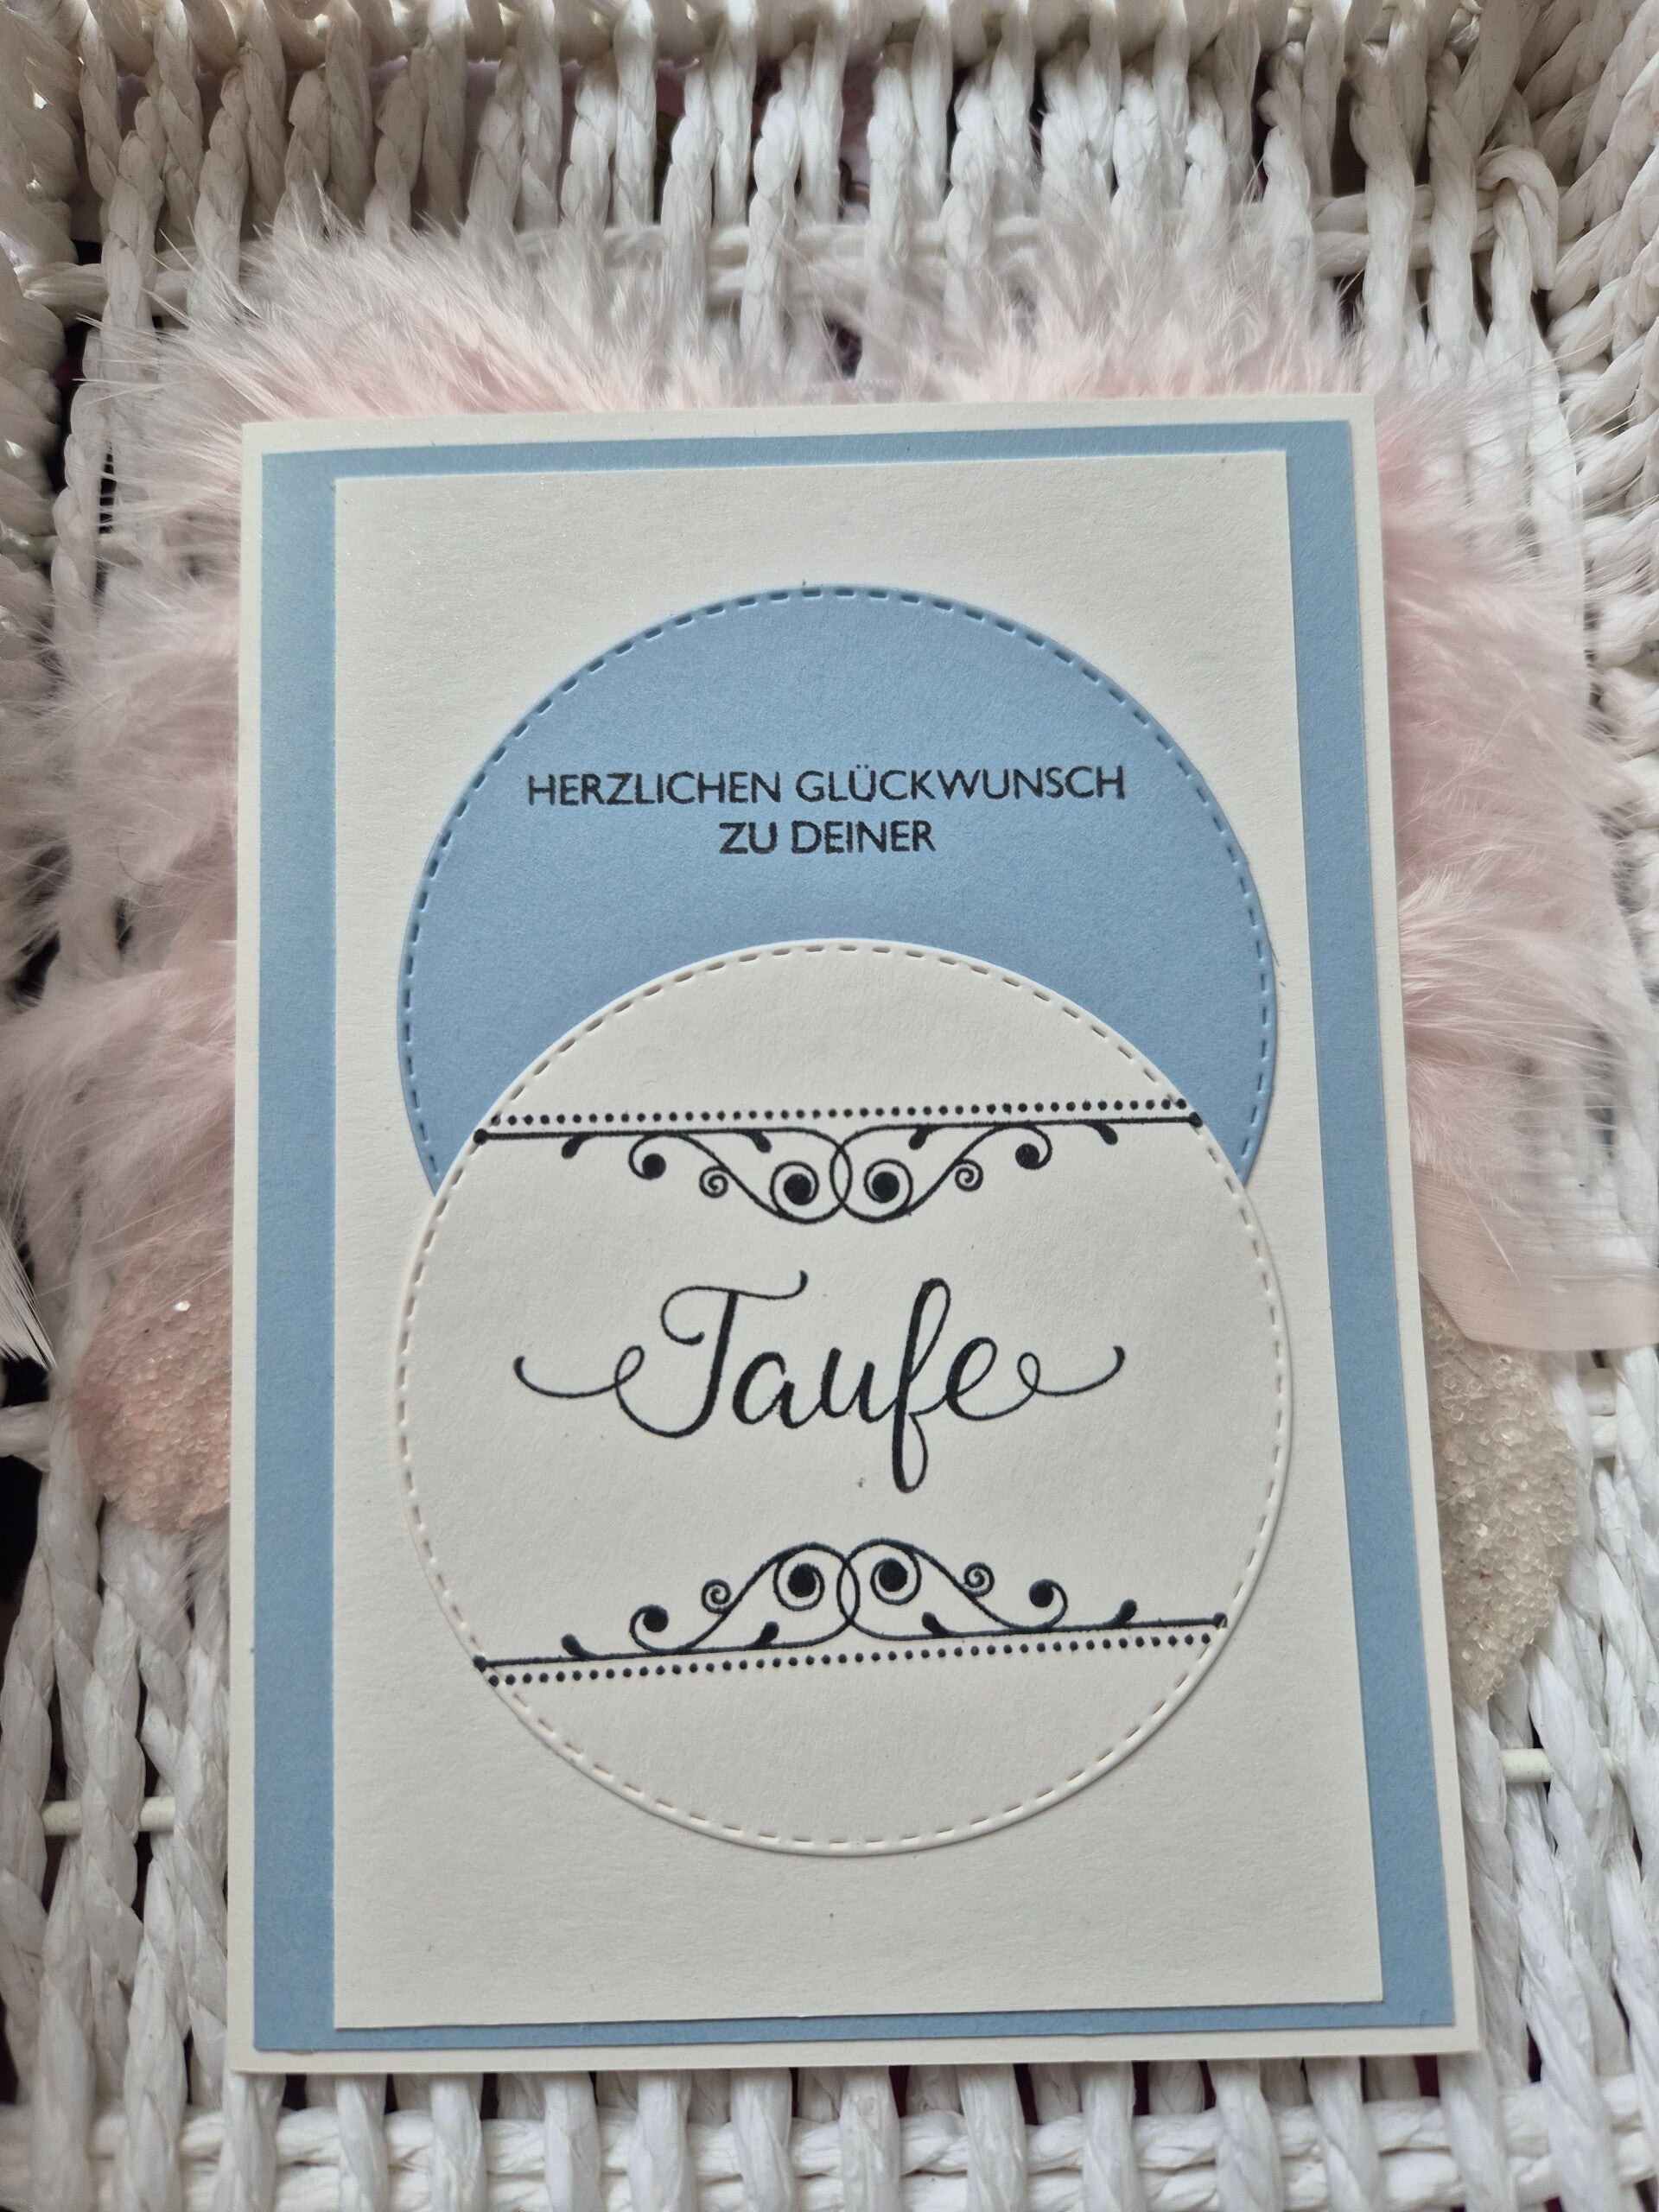 HERZLICHEN GLÜCKWUNSCH
ZU DEINER
Taufe